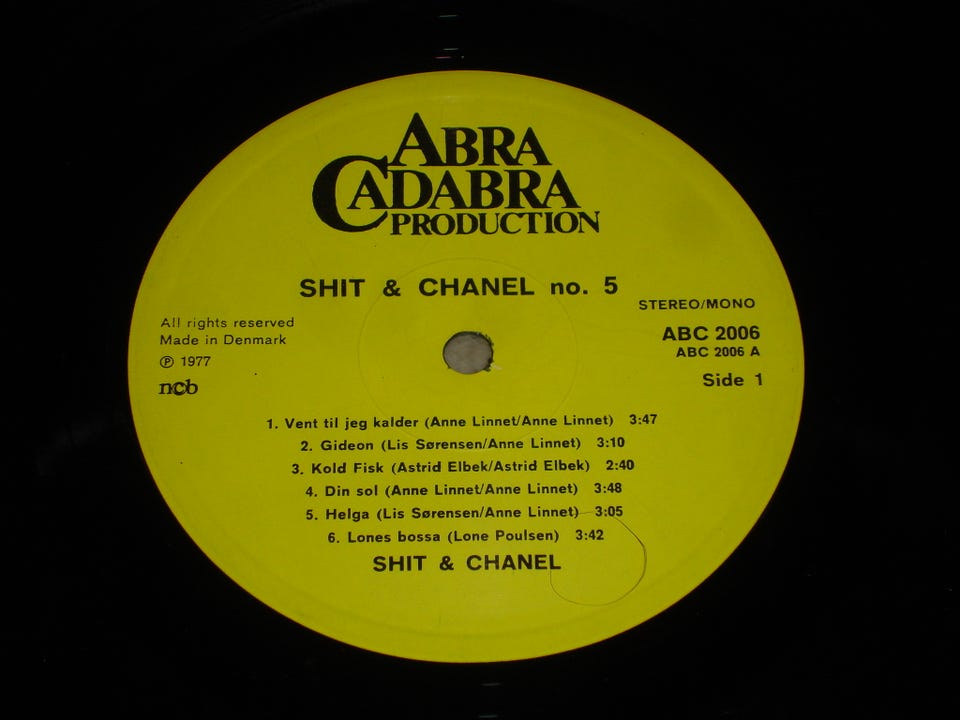 ABRA
CADABRA
PRODUCTION
SHIT & CHANEL no. 5
STEREO/MONO
All rights reserved
Made in Denmark
℗ 1977
ncb
ABC 2006
ABC 2006 A
Side 1
1. Vent til jeg kalder (Anne Linnet/Anne Linnet) 3:47
2. Gideon (Lis Sørensen/Anne Linnet) 3:10
3. Kold Fisk (Astrid Elbek/Astrid Elbek) 2:40
4. Din sol (Anne Linnet/Anne Linnet) 3:48
5. Helga (Lis Sørensen/Anne Linnet) 3:05
6. Lones bossa (Lone Poulsen) 3:42
SHIT & CHANEL